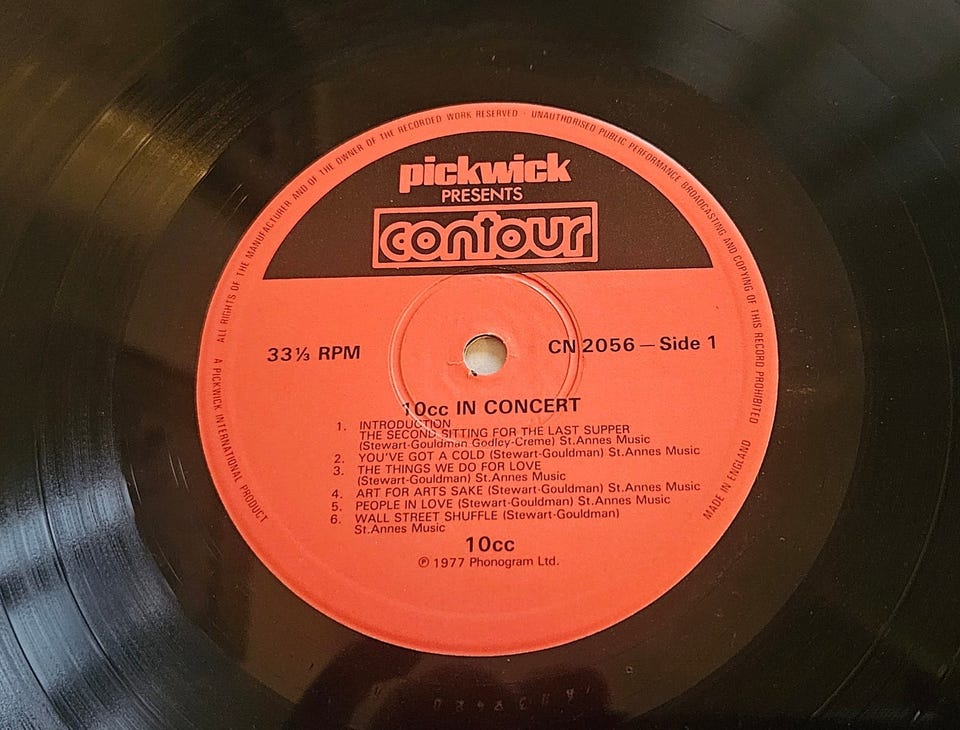 ALL RIGHTS OF THE MANUFACTURER AND OF THE OWNER OF THE RECORDED WORK RESERVED · UNAUTHORISED PUBLIC PERFORMANCE BROADCASTING AND COPYING OF THIS RECORD PROHIBITED
pickwick
PRESENTS
contour
33⅓ RPM
CN 2056 — Side 1
10cc IN CONCERT
1. INTRODUCTION
THE SECOND SITTING FOR THE LAST SUPPER
(Stewart-Gouldman Godley-Creme) St.Annes Music
2. YOU'VE GOT A COLD (Stewart-Gouldman) St.Annes Music
3. THE THINGS WE DO FOR LOVE
(Stewart-Gouldman) St.Annes Music
4. ART FOR ARTS SAKE (Stewart-Gouldman) St.Annes Music
5. PEOPLE IN LOVE (Stewart-Gouldman) St.Annes Music
6. WALL STREET SHUFFLE (Stewart-Gouldman)
St.Annes Music
10cc
℗ 1977 Phonogram Ltd.
A PICKWICK INTERNATIONAL PRODUCT
MADE IN ENGLAND